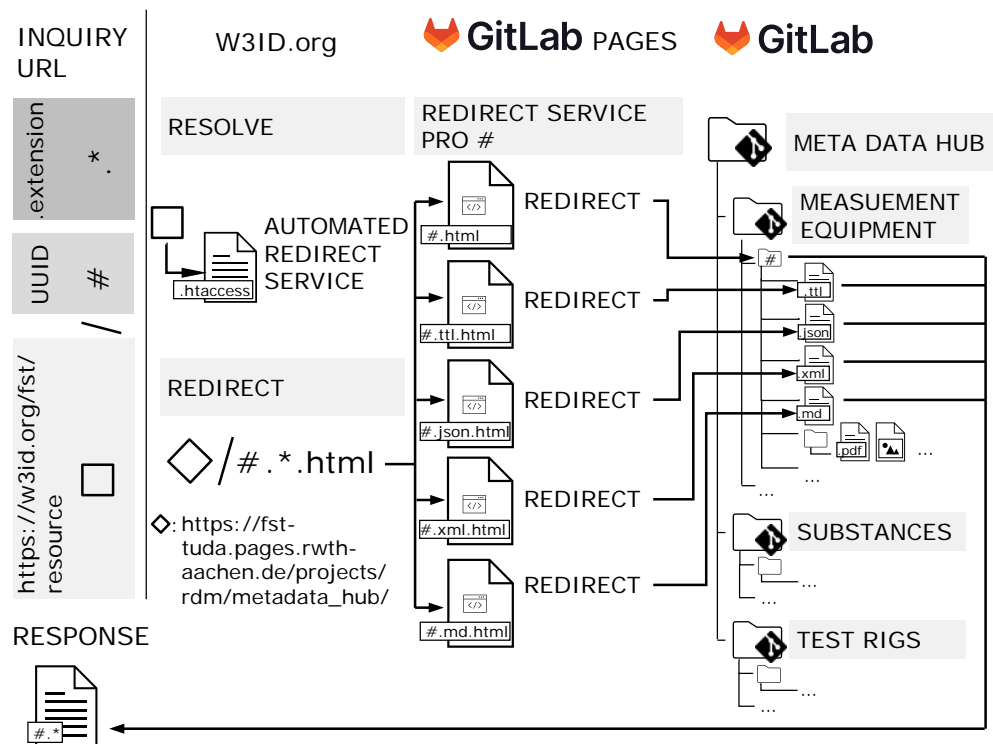 INQUIRY
URL
.extension
.*
UUID
#
/
https://w3id.org/fst/
resource
W3ID.org
RESOLVE
AUTOMATED
REDIRECT
SERVICE
.htaccess
REDIRECT
/#.*.html
: https://fst-
tuda.pages.rwth-
aachen.de/projects/
rdm/metadata_hub/
GitLab PAGES
REDIRECT SERVICE
PRO #
</>
#.html
REDIRECT
</>
#.ttl.html
REDIRECT
</>
#.json.html
REDIRECT
</>
#.xml.html
REDIRECT
</>
#.md.html
REDIRECT
GitLab
META DATA HUB
MEASUEMENT
EQUIPMENT
#
.ttl
.json
.xml
.md
.pdf
...
...
...
SUBSTANCES
...
...
TEST RIGS
...
...
RESPONSE
#.*